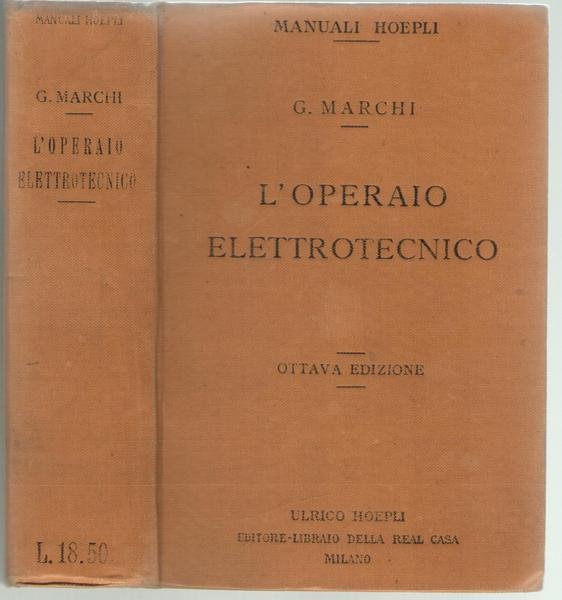 MANUALI HOEPLI
G. MARCHI
L'OPERAIO
ELETTROTECNICO
L. 18.50
MANUALI HOEPLI
G. MARCHI
L'OPERAIO
ELETTROTECNICO
OTTAVA EDIZIONE
ULRICO HOEPLI
EDITORE-LIBRAIO DELLA REAL CASA
MILANO